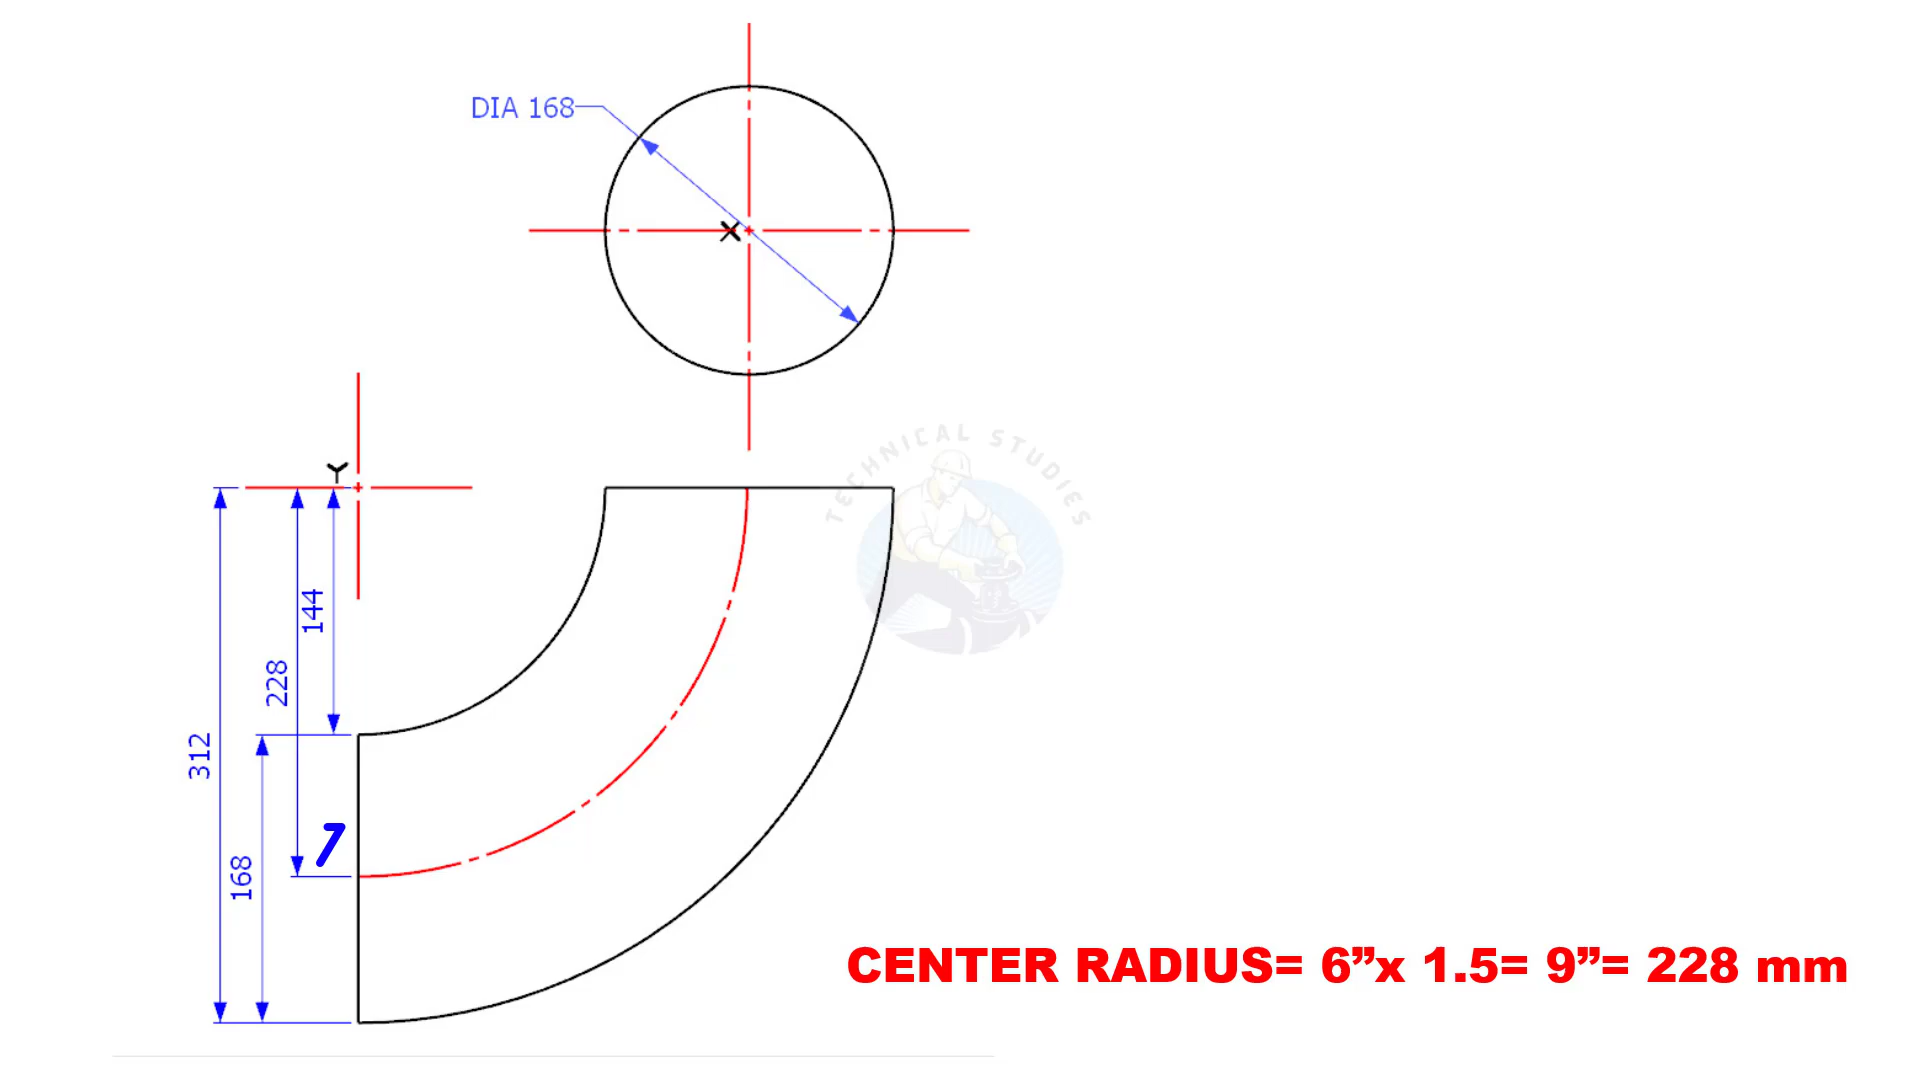 DIA 168
X
TECHNICAL STUDIES
Y
144
228
312
168
1
CENTER RADIUS= 6”x 1.5= 9”= 228 mm